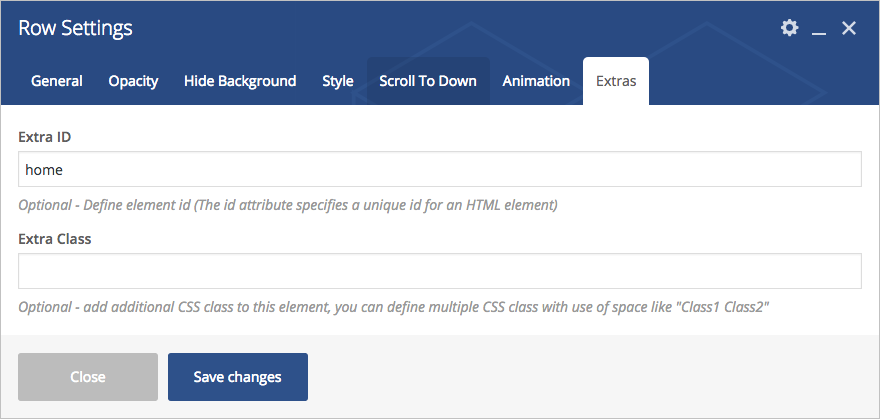 Row Settings
General Opacity Hide Background Style Scroll To Down Animation Extras
Extra ID
home
Optional - Define element id (The id attribute specifies a unique id for an HTML element)
Extra Class
Optional - add additional CSS class to this element, you can define multiple CSS class with use of space like "Class1 Class2"
Close Save changes